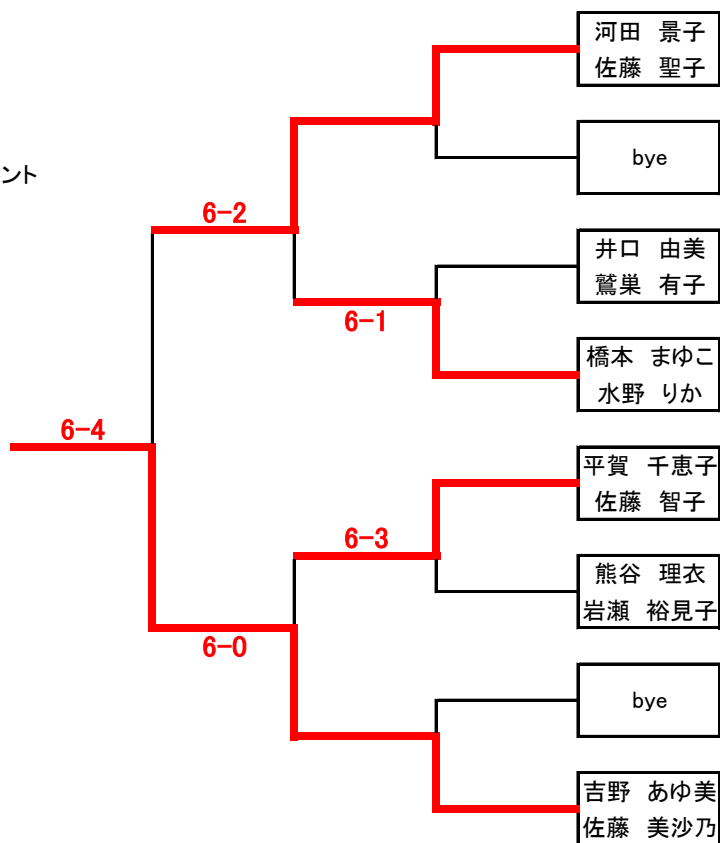 河田 景子
佐藤 聖子
bye
ント
6-2
井口 由美
鷲巣 有子
6-1
橋本 まゆこ
水野 りか
6-4
平賀 千恵子
佐藤 智子
6-3
熊谷 理衣
岩瀬 裕見子
6-0
bye
吉野 あゆ美
佐藤 美沙乃